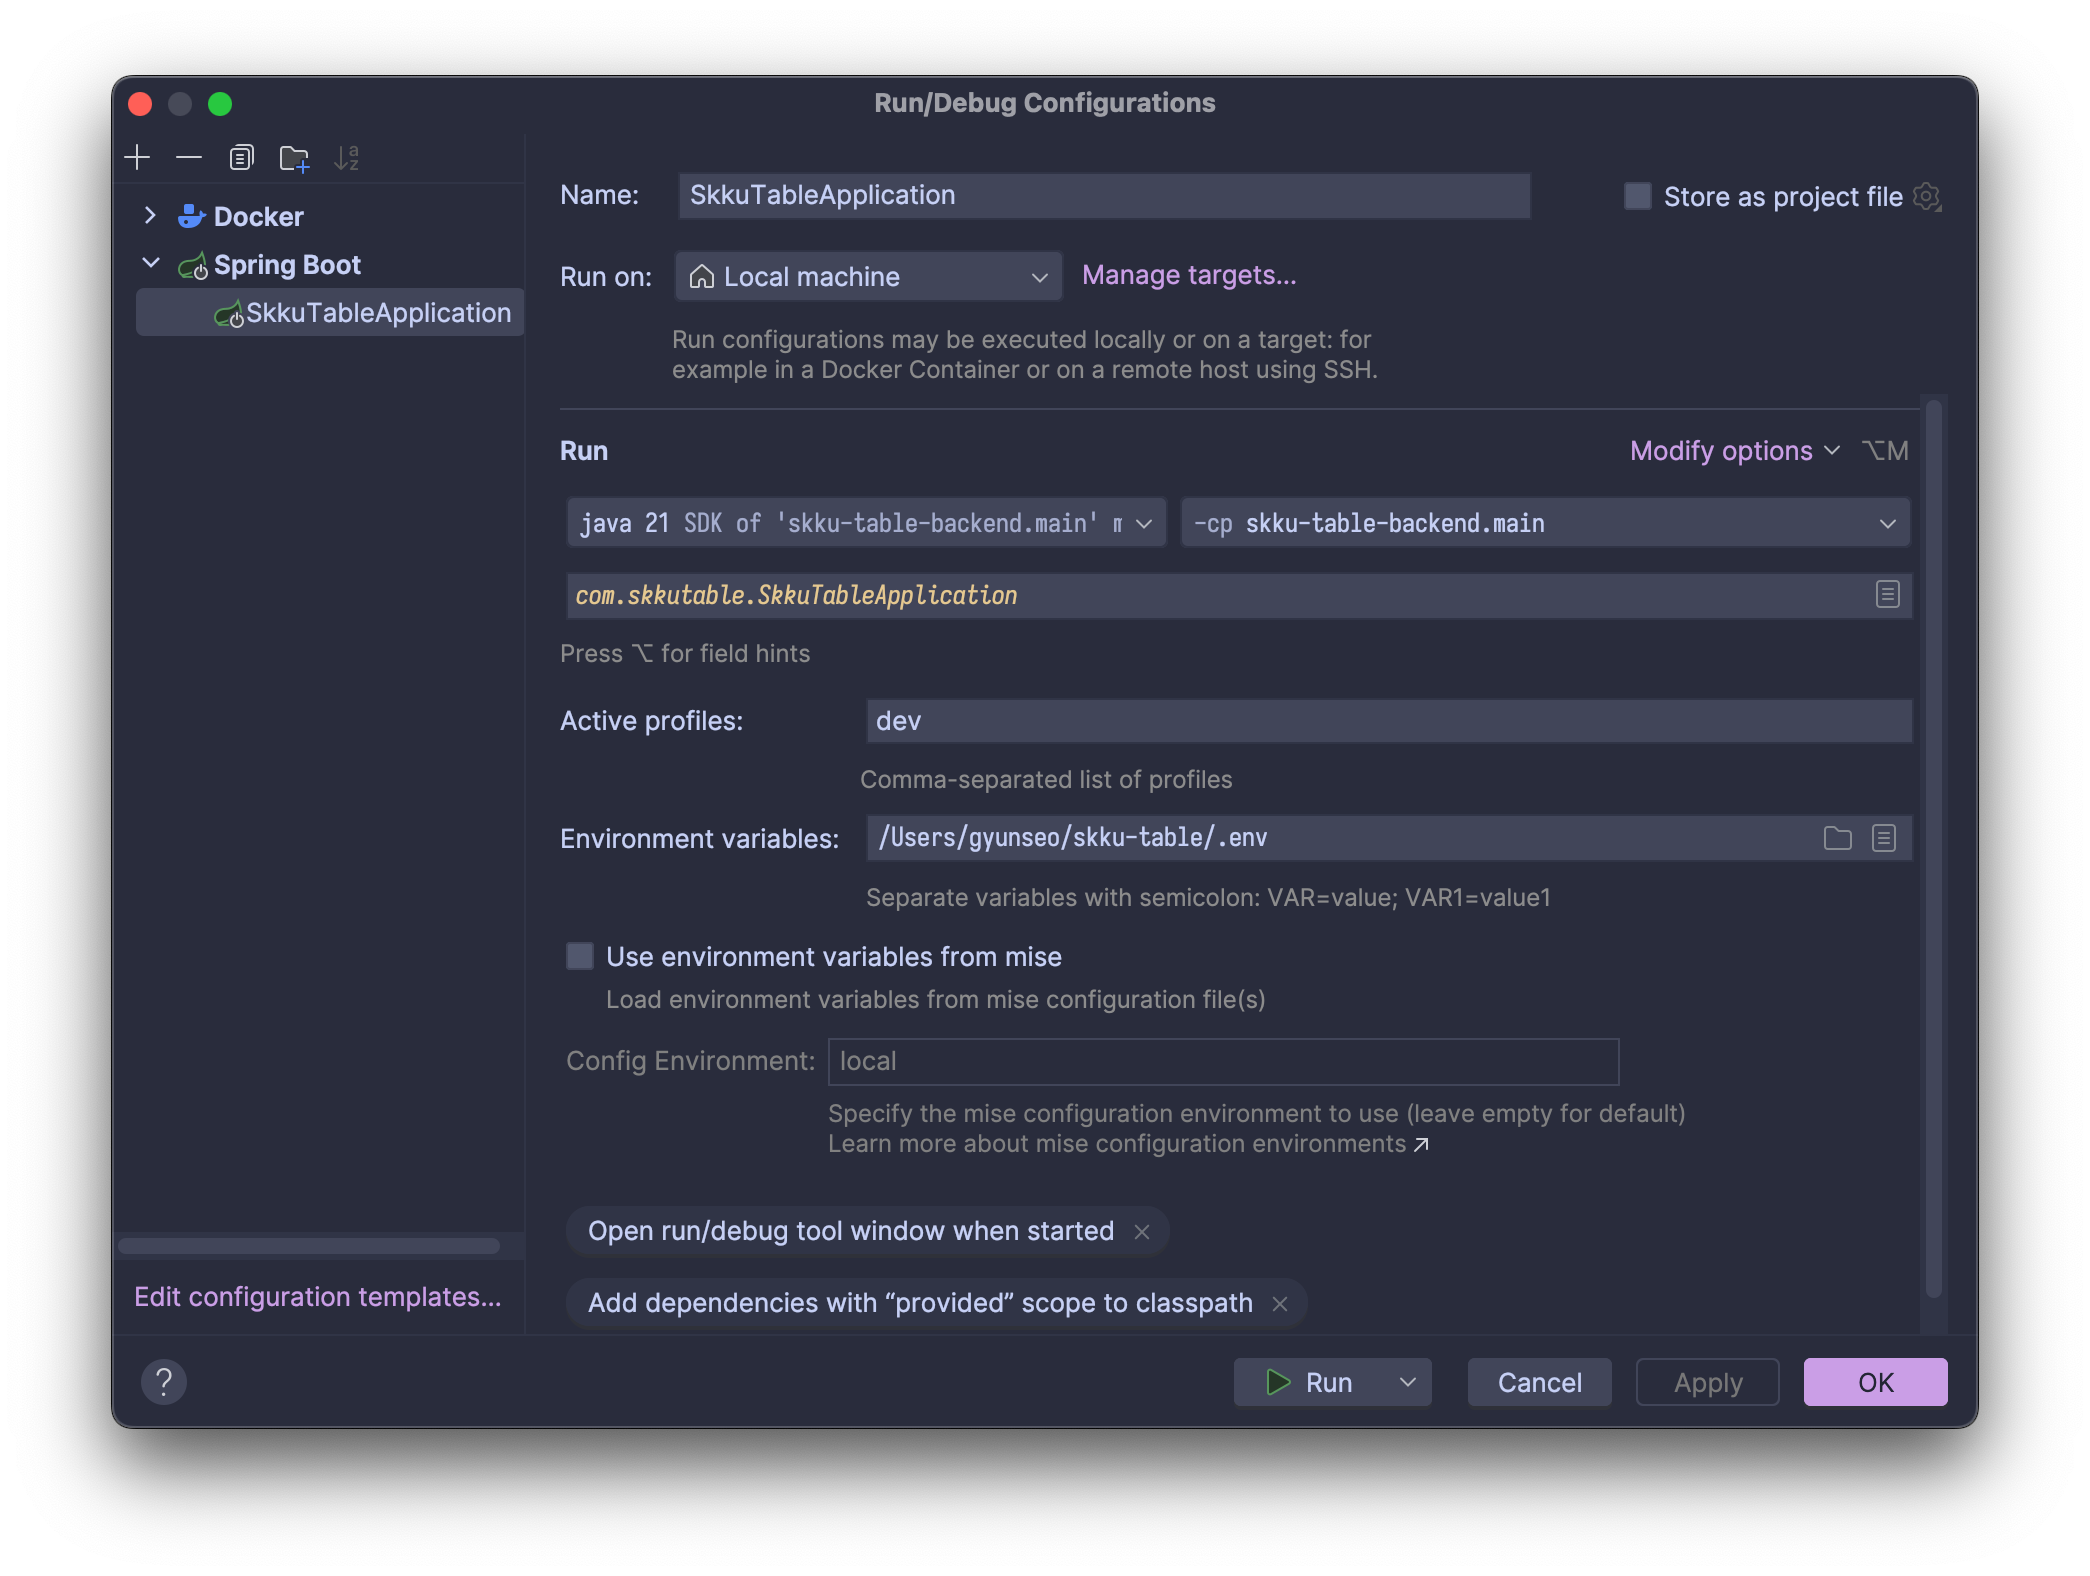 Run/Debug Configurations
Docker
Spring Boot
SkkuTableApplication
Edit configuration templates...
Name: SkkuTableApplication
Store as project file
Run on: Local machine
Manage targets...
Run configurations may be executed locally or on a target: for
example in a Docker Container or on a remote host using SSH.
Run
Modify options ⌥M
java 21 SDK of 'skku-table-backend.main' m
-cp skku-table-backend.main
com.skkutable.SkkuTableApplication
Press ⌥ for field hints
Active profiles: dev
Comma-separated list of profiles
Environment variables: /Users/gyunseo/skku-table/.env
Separate variables with semicolon: VAR=value; VAR1=value1
Use environment variables from mise
Load environment variables from mise configuration file(s)
Config Environment: local
Specify the mise configuration environment to use (leave empty for default)
Learn more about mise configuration environments ↗
Open run/debug tool window when started ×
Add dependencies with “provided” scope to classpath ×
?
Run
Cancel
Apply
OK